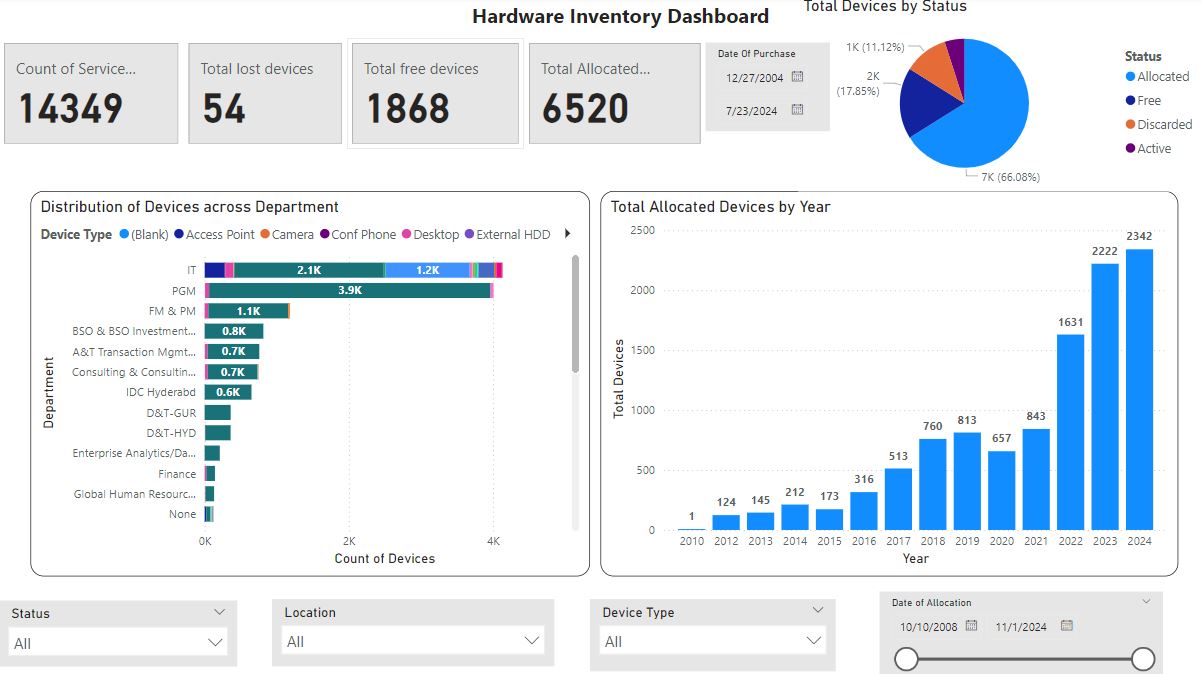 Hardware Inventory Dashboard
Total Devices by Status
Count of Service...
14349
Total lost devices
54
Total free devices
1868
Total Allocated...
6520
Date Of Purchase
12/27/2004
7/23/2024
1K (11.12%)
2K
(17.85%)
7K (66.08%)
Status
Allocated
Free
Discarded
Active
Distribution of Devices across Department
Device Type (Blank) Access Point Camera Conf Phone Desktop External HDD
IT 2.1K 1.2K
PGM 3.9K
FM & PM 1.1K
BSO & BSO Investment... 0.8K
A&T Transaction Mgmt... 0.7K
Consulting & Consultin... 0.7K
IDC Hyderabd 0.6K
D&T-GUR
D&T-HYD
Enterprise Analytics/Da...
Finance
Global Human Resourc...
None
Department
0K 2K 4K
Count of Devices
Total Allocated Devices by Year
2500
2000
1500
1000
500
0
Total Devices
1 124 145 212 173 316 513 760 813 657 843 1631 2222 2342
2010 2012 2013 2014 2015 2016 2017 2018 2019 2020 2021 2022 2023 2024
Year
Status
All
Location
All
Device Type
All
Date of Allocation
10/10/2008 11/1/2024